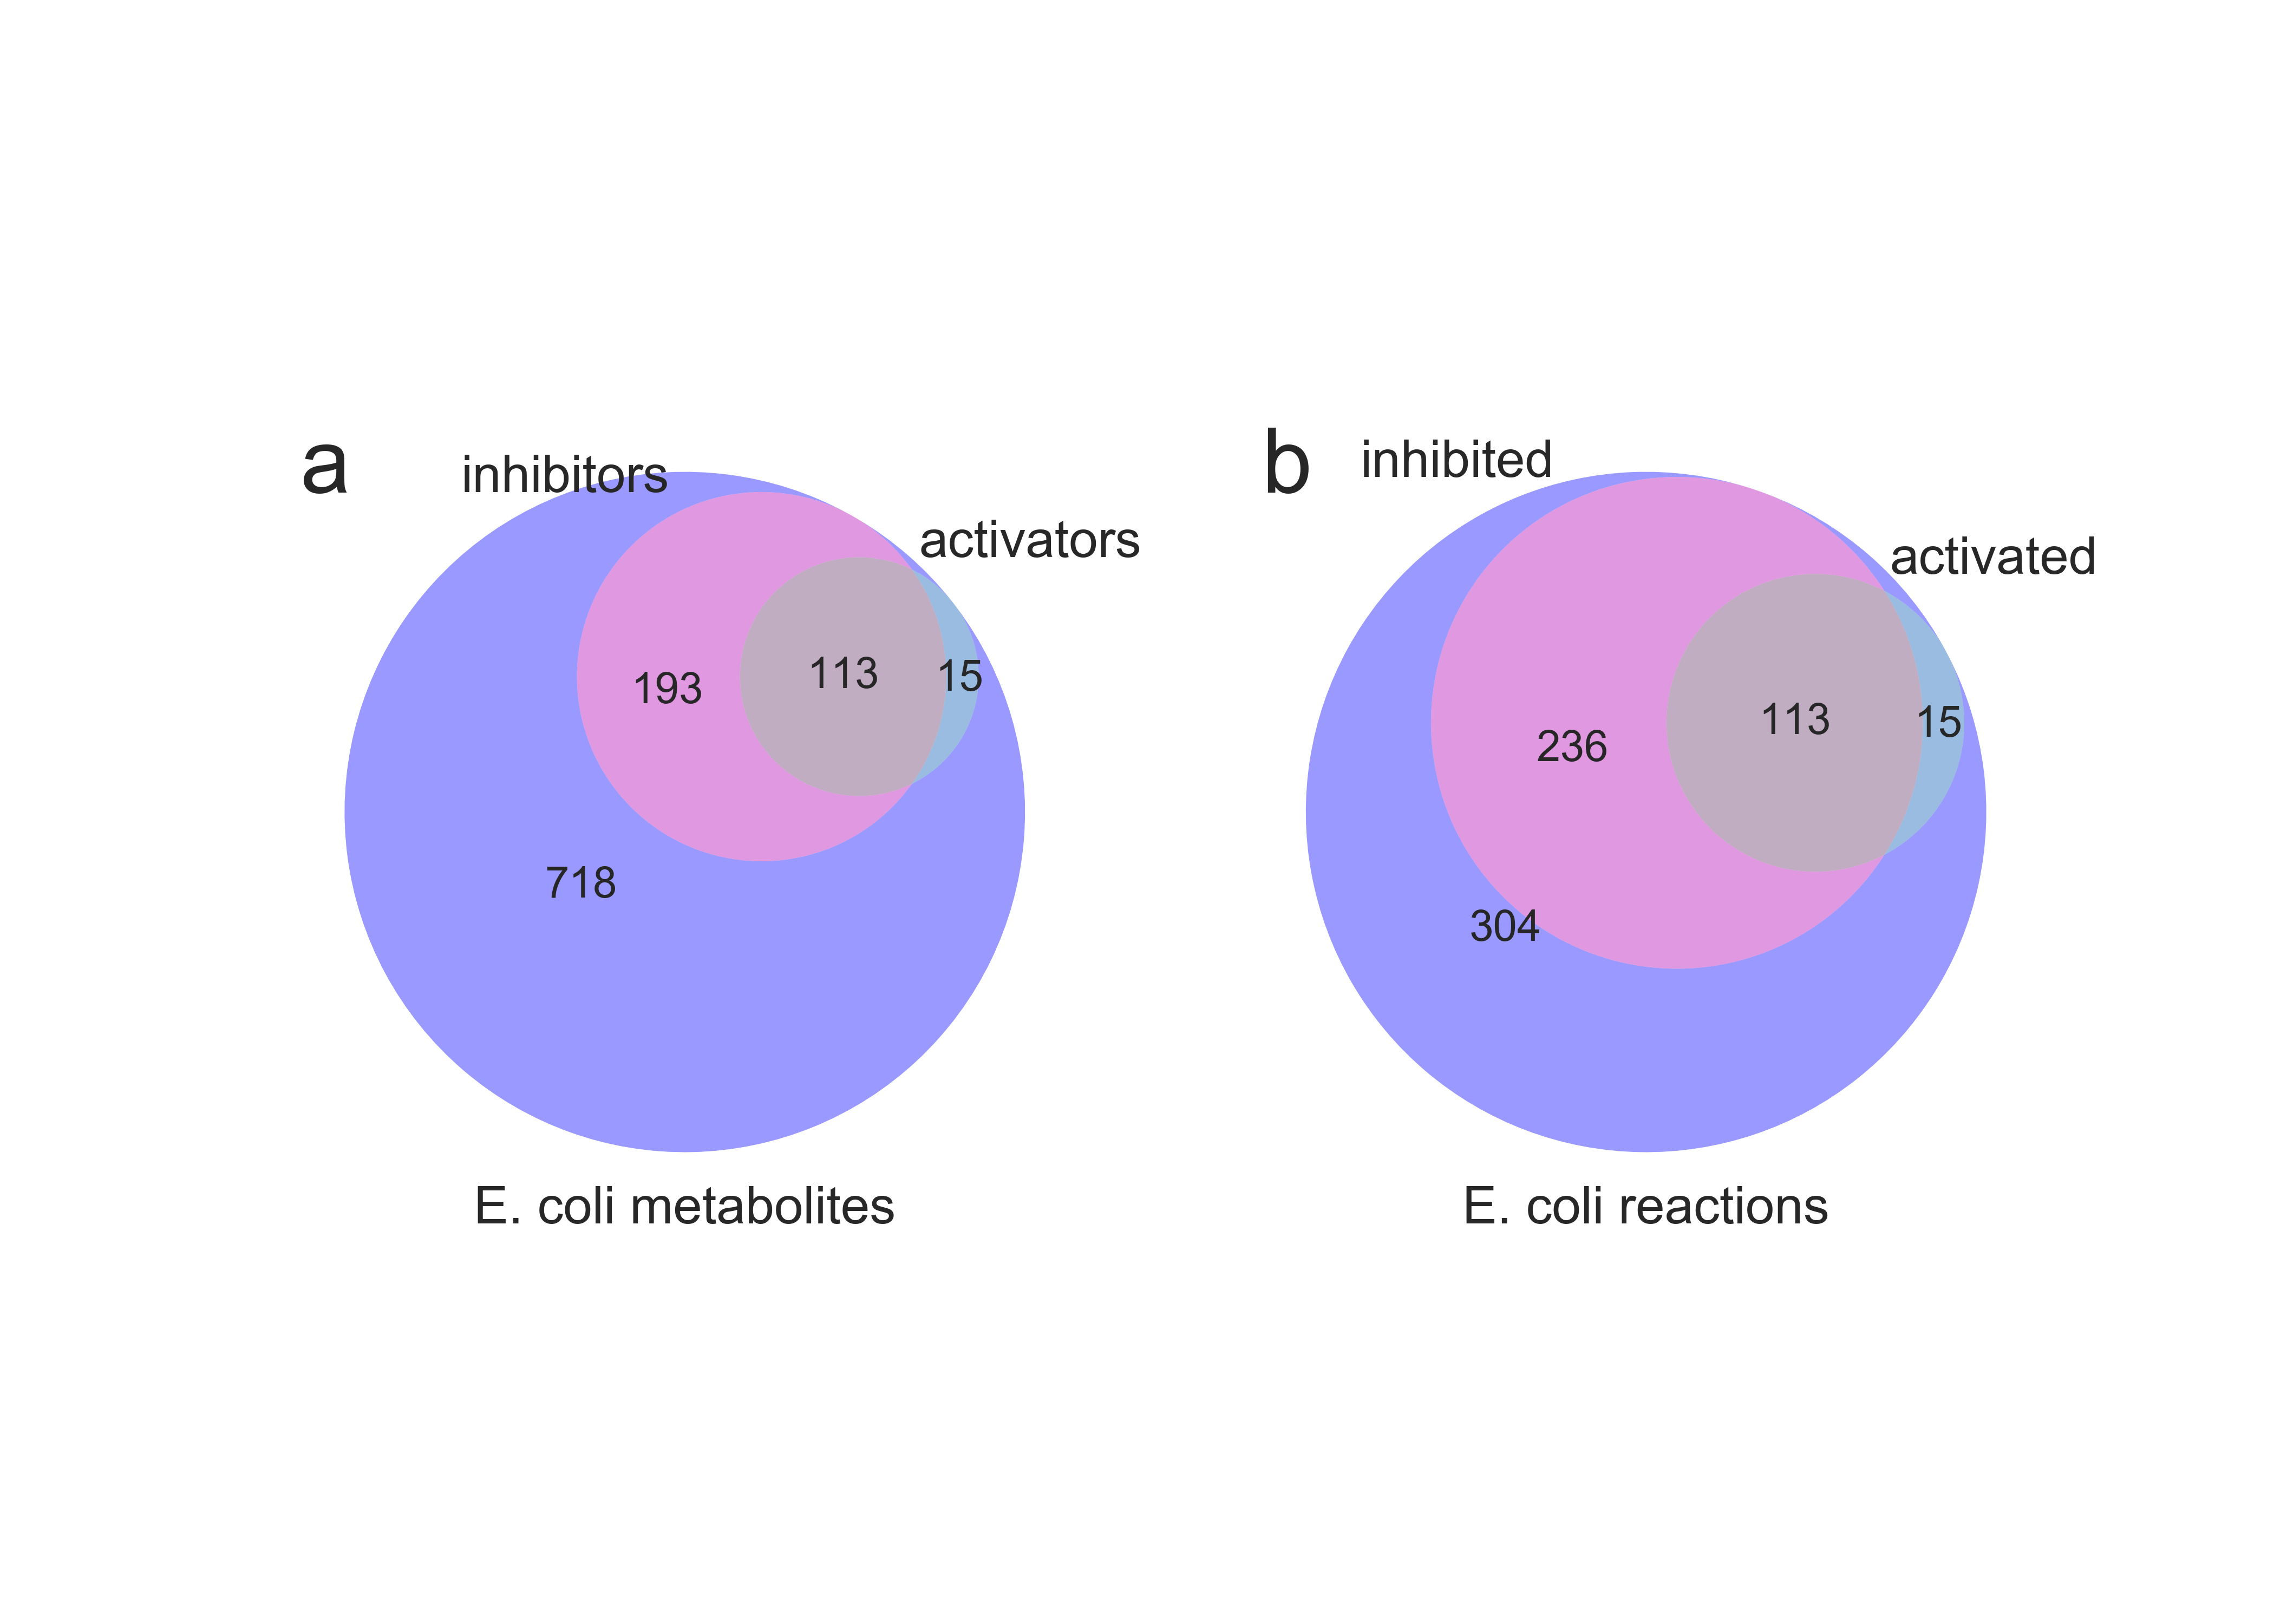 a
inhibitors
activators
193
113
15
718
E. coli metabolites
b
inhibited
activated
236
113
15
304
E. coli reactions